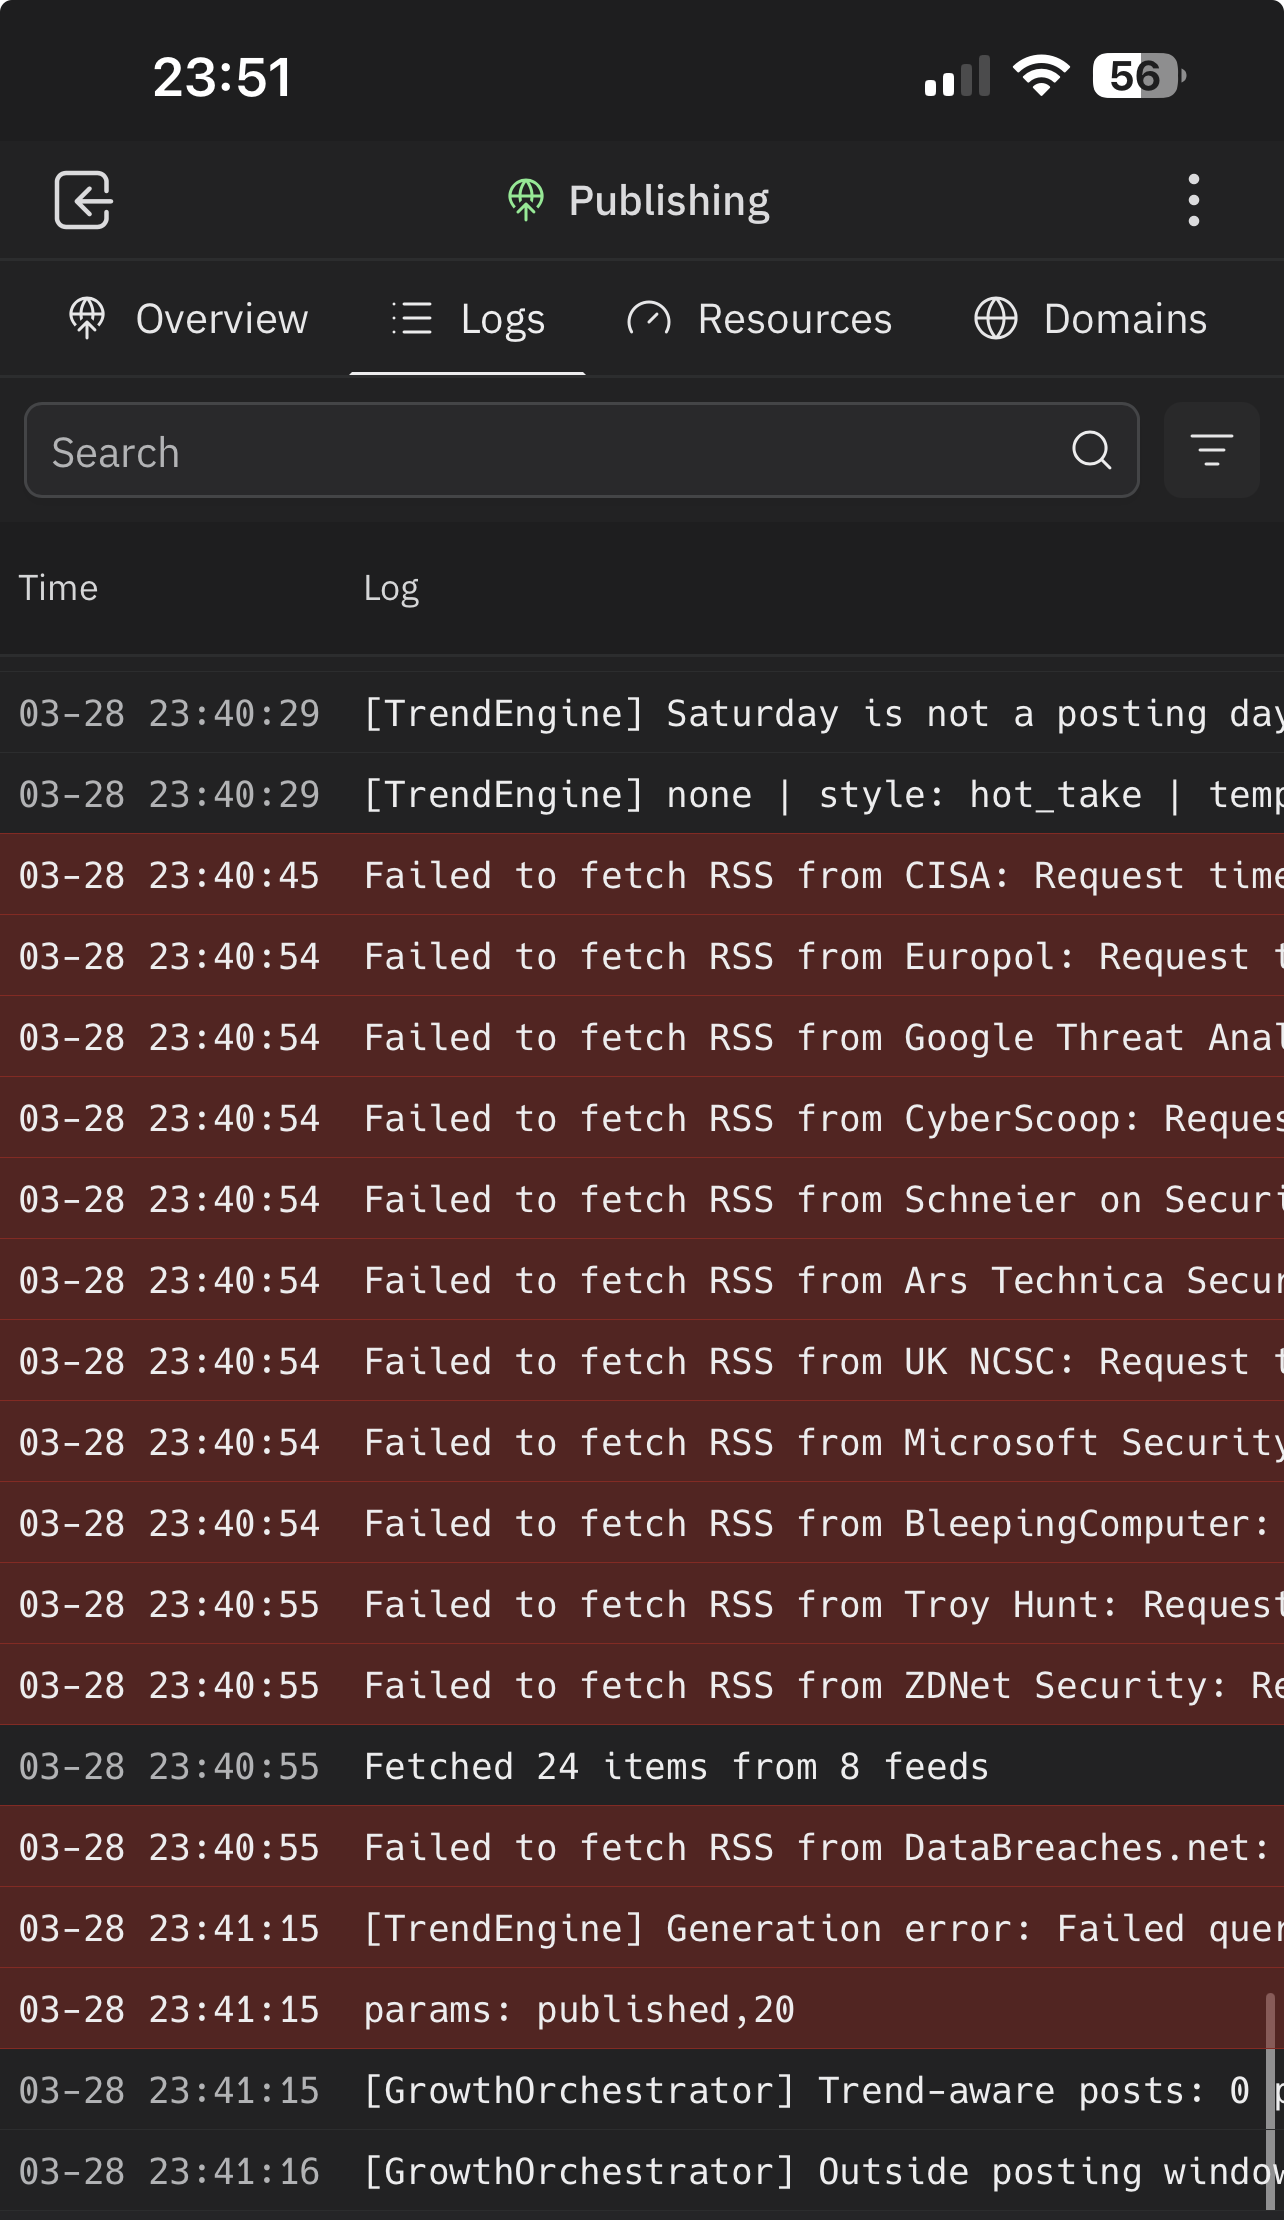 23:51
56
Publishing
Overview
Logs
Resources
Domains
Search
Time Log
03-28 23:40:29 [TrendEngine] Saturday is not a posting day
03-28 23:40:29 [TrendEngine] none | style: hot_take | temp
03-28 23:40:45 Failed to fetch RSS from CISA: Request time
03-28 23:40:54 Failed to fetch RSS from Europol: Request t
03-28 23:40:54 Failed to fetch RSS from Google Threat Anal
03-28 23:40:54 Failed to fetch RSS from CyberScoop: Reques
03-28 23:40:54 Failed to fetch RSS from Schneier on Securi
03-28 23:40:54 Failed to fetch RSS from Ars Technica Secur
03-28 23:40:54 Failed to fetch RSS from UK NCSC: Request t
03-28 23:40:54 Failed to fetch RSS from Microsoft Security
03-28 23:40:54 Failed to fetch RSS from BleepingComputer:
03-28 23:40:55 Failed to fetch RSS from Troy Hunt: Request
03-28 23:40:55 Failed to fetch RSS from ZDNet Security: Re
03-28 23:40:55 Fetched 24 items from 8 feeds
03-28 23:40:55 Failed to fetch RSS from DataBreaches.net:
03-28 23:41:15 [TrendEngine] Generation error: Failed quer
03-28 23:41:15 params: published,20
03-28 23:41:15 [GrowthOrchestrator] Trend-aware posts: 0 p
03-28 23:41:16 [GrowthOrchestrator] Outside posting window